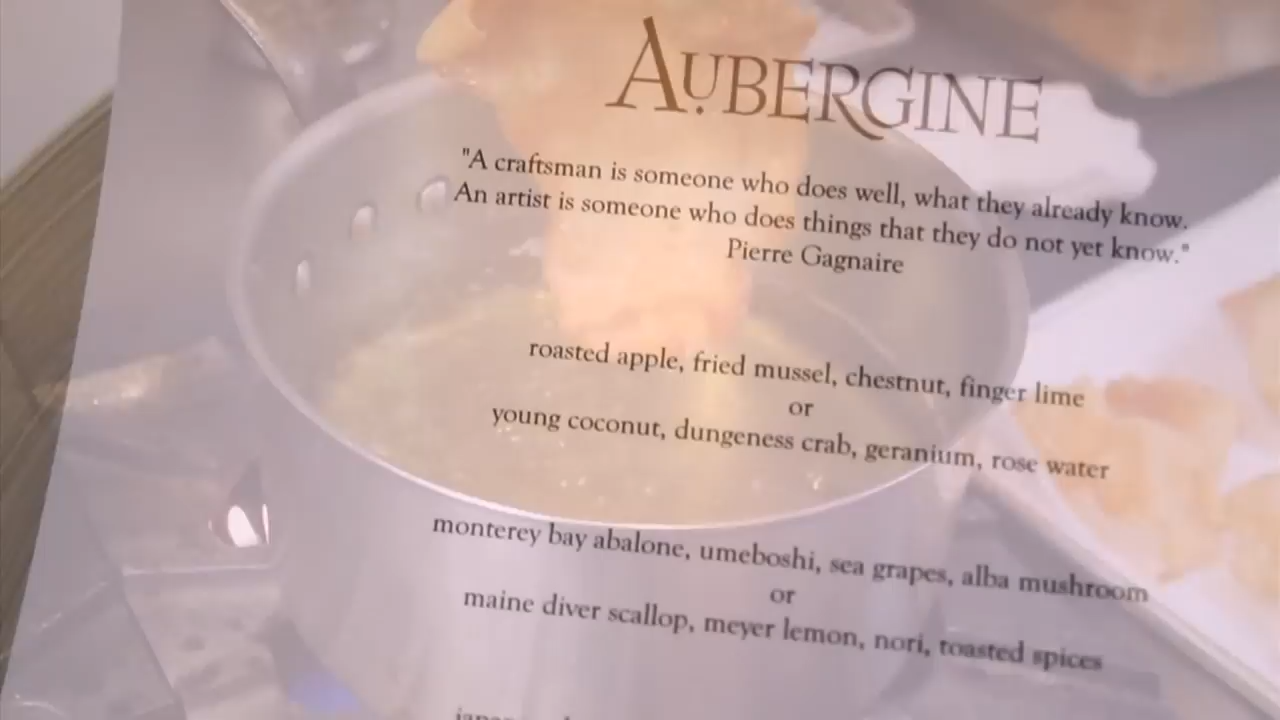 AUBERGINE
"A craftsman is someone who does well, what they already know.
An artist is someone who does things that they do not yet know."
Pierre Gagnaire
roasted apple, fried mussel, chestnut, finger lime
or
young coconut, dungeness crab, geranium, rose water
monterey bay abalone, umeboshi, sea grapes, alba mushroom
or
maine diver scallop, meyer lemon, nori, toasted spices